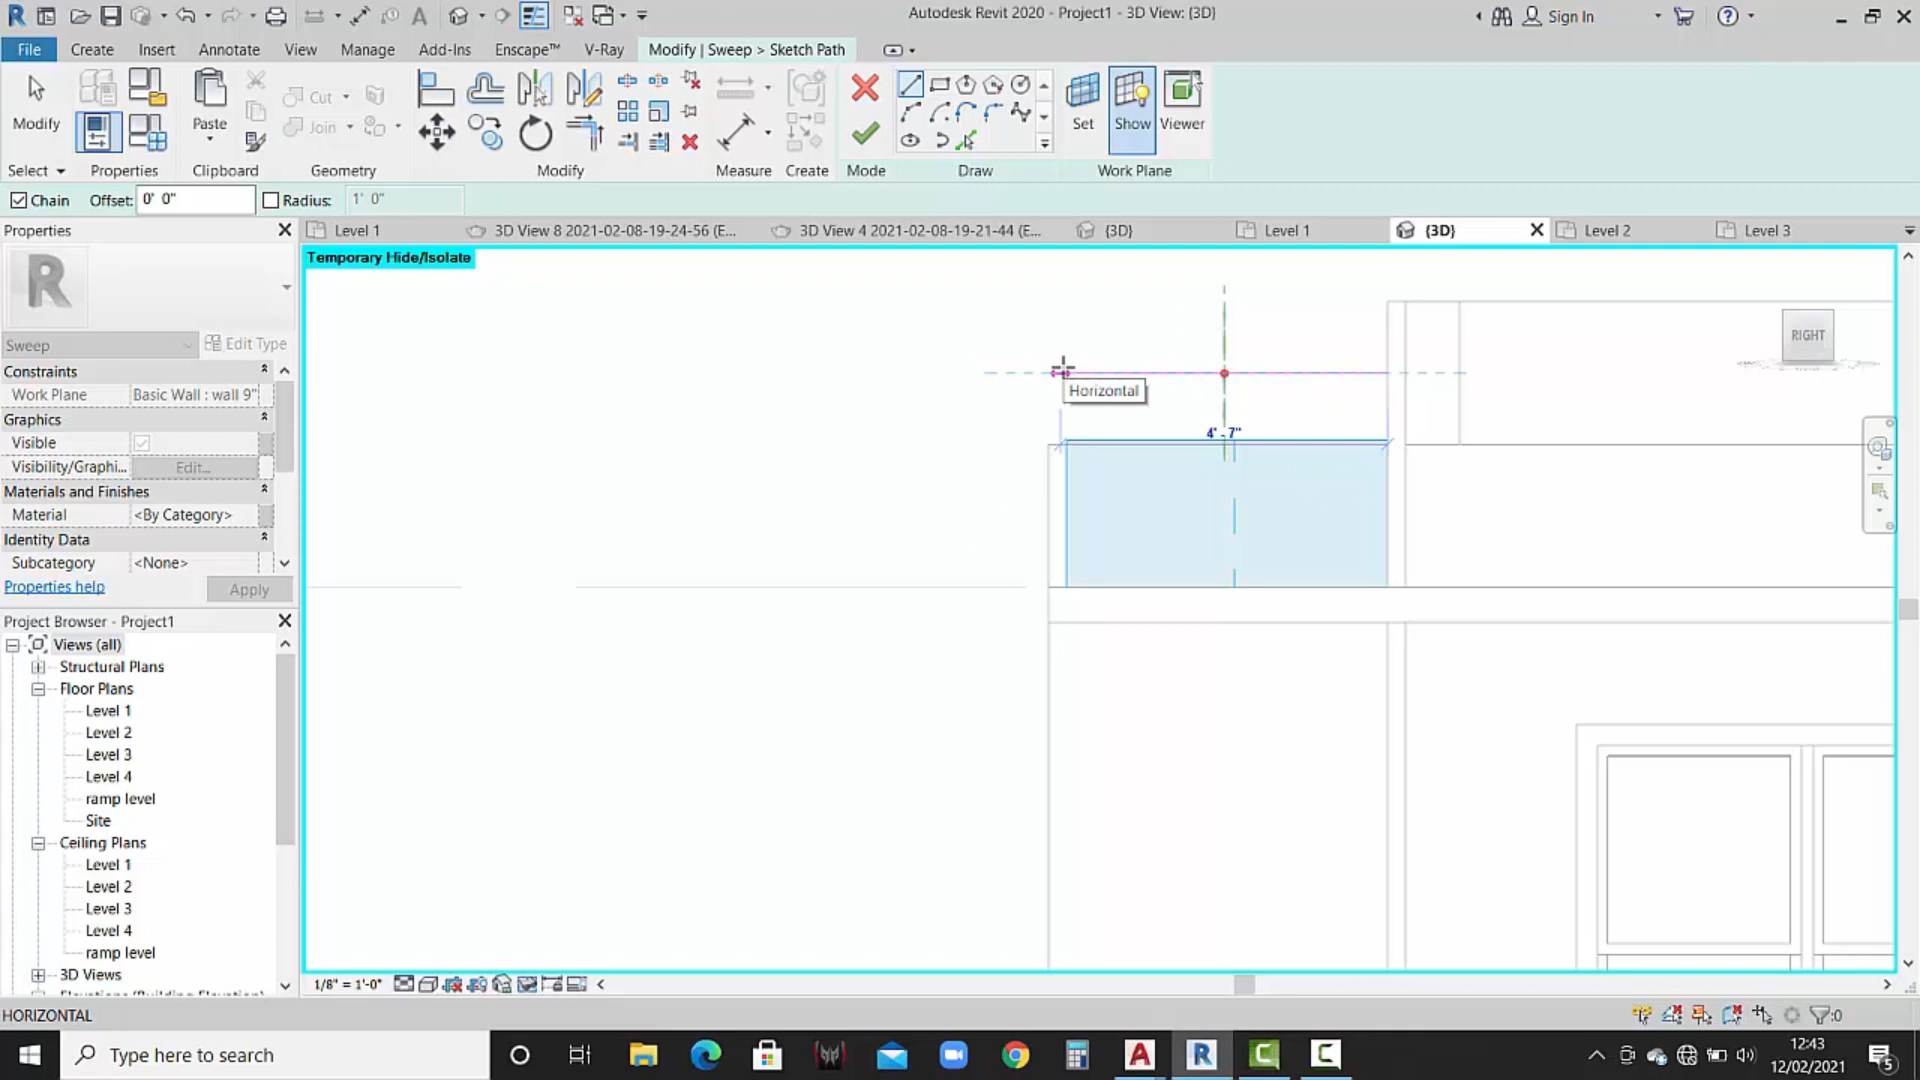 Autodesk Revit 2020 - Project1 - 3D View: {3D}
Sign In
File
Create
Insert
Annotate
View
Manage
Add-Ins
Enscape™
V-Ray
Modify | Sweep > Sketch Path
Modify
Paste
Cut
Join
Set
Show
Viewer
Select
Properties
Clipboard
Geometry
Modify
Measure
Create
Mode
Draw
Work Plane
Chain
Offset:
0' 0"
Radius:
1' 0"
Properties
Level 1
3D View 8 2021-02-08-19-24-56 (E...
3D View 4 2021-02-08-19-21-44 (E...
{3D}
Level 1
{3D}
Level 2
Level 3
Temporary Hide/Isolate
Sweep
Edit Type
Constraints
Work Plane
Basic Wall : wall 9"
Graphics
Visible
Visibility/Graphi...
Edit...
Materials and Finishes
Material
<By Category>
Identity Data
Subcategory
<None>
Properties help
Apply
RIGHT
Horizontal
4' - 7"
Project Browser - Project1
Views (all)
Structural Plans
Floor Plans
Level 1
Level 2
Level 3
Level 4
ramp level
Site
Ceiling Plans
Level 1
Level 2
Level 3
Level 4
ramp level
3D Views
1/8" = 1'-0"
HORIZONTAL
:0
Type here to search
12:43
12/02/2021
5